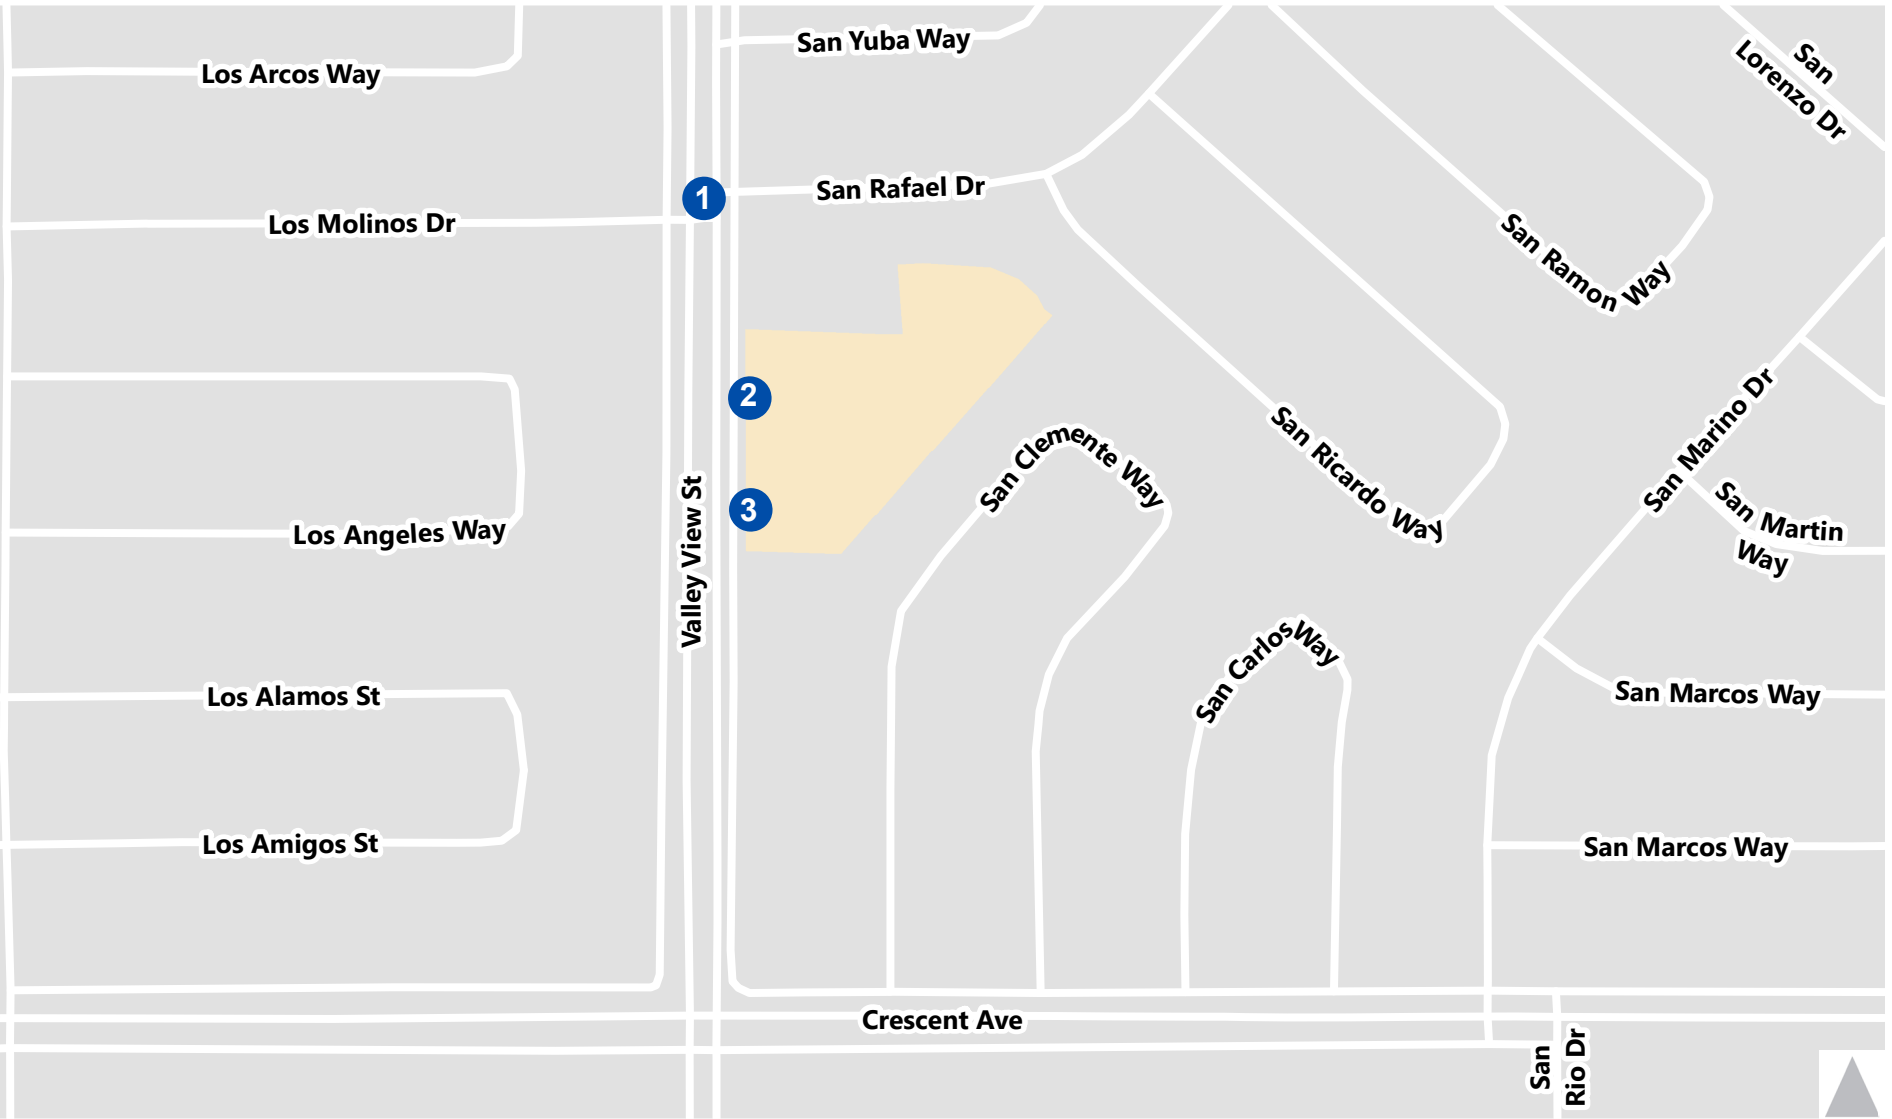 San Yuba Way
Los Arcos Way
San
Lorenzo Dr
1
San Rafael Dr
Los Molinos Dr
San Ramon Way
2
San Marino Dr
San Clemente Way
San Ricardo Way
3
San Martin
Way
Los Angeles Way
Valley View St
San Carlos Way
Los Alamos St
San Marcos Way
Los Amigos St
San Marcos Way
Crescent Ave
San
Rio Dr